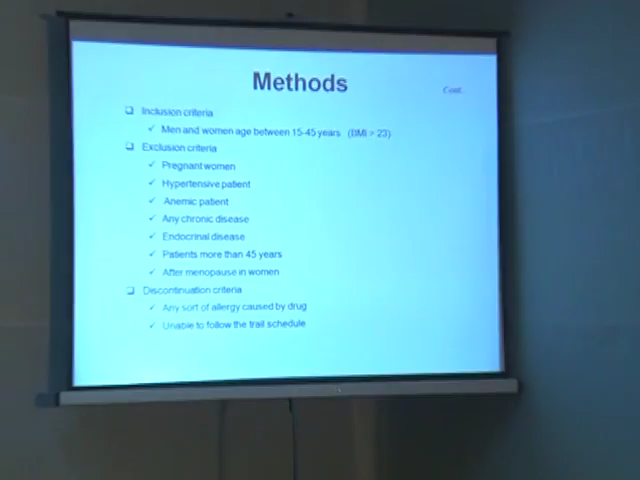 Methods
Cont..
❑ Inclusion criteria
✓ Men and women age between 15-45 years (BMI > 23)
❑ Exclusion criteria
✓ Pregnant women
✓ Hypertensive patient
✓ Anemic patient
✓ Any chronic disease
✓ Endocrinal disease
✓ Patients more than 45 years
✓ After menopause in women
❑ Discontinuation criteria
✓ Any sort of allergy caused by drug
✓ Unable to follow the trail schedule